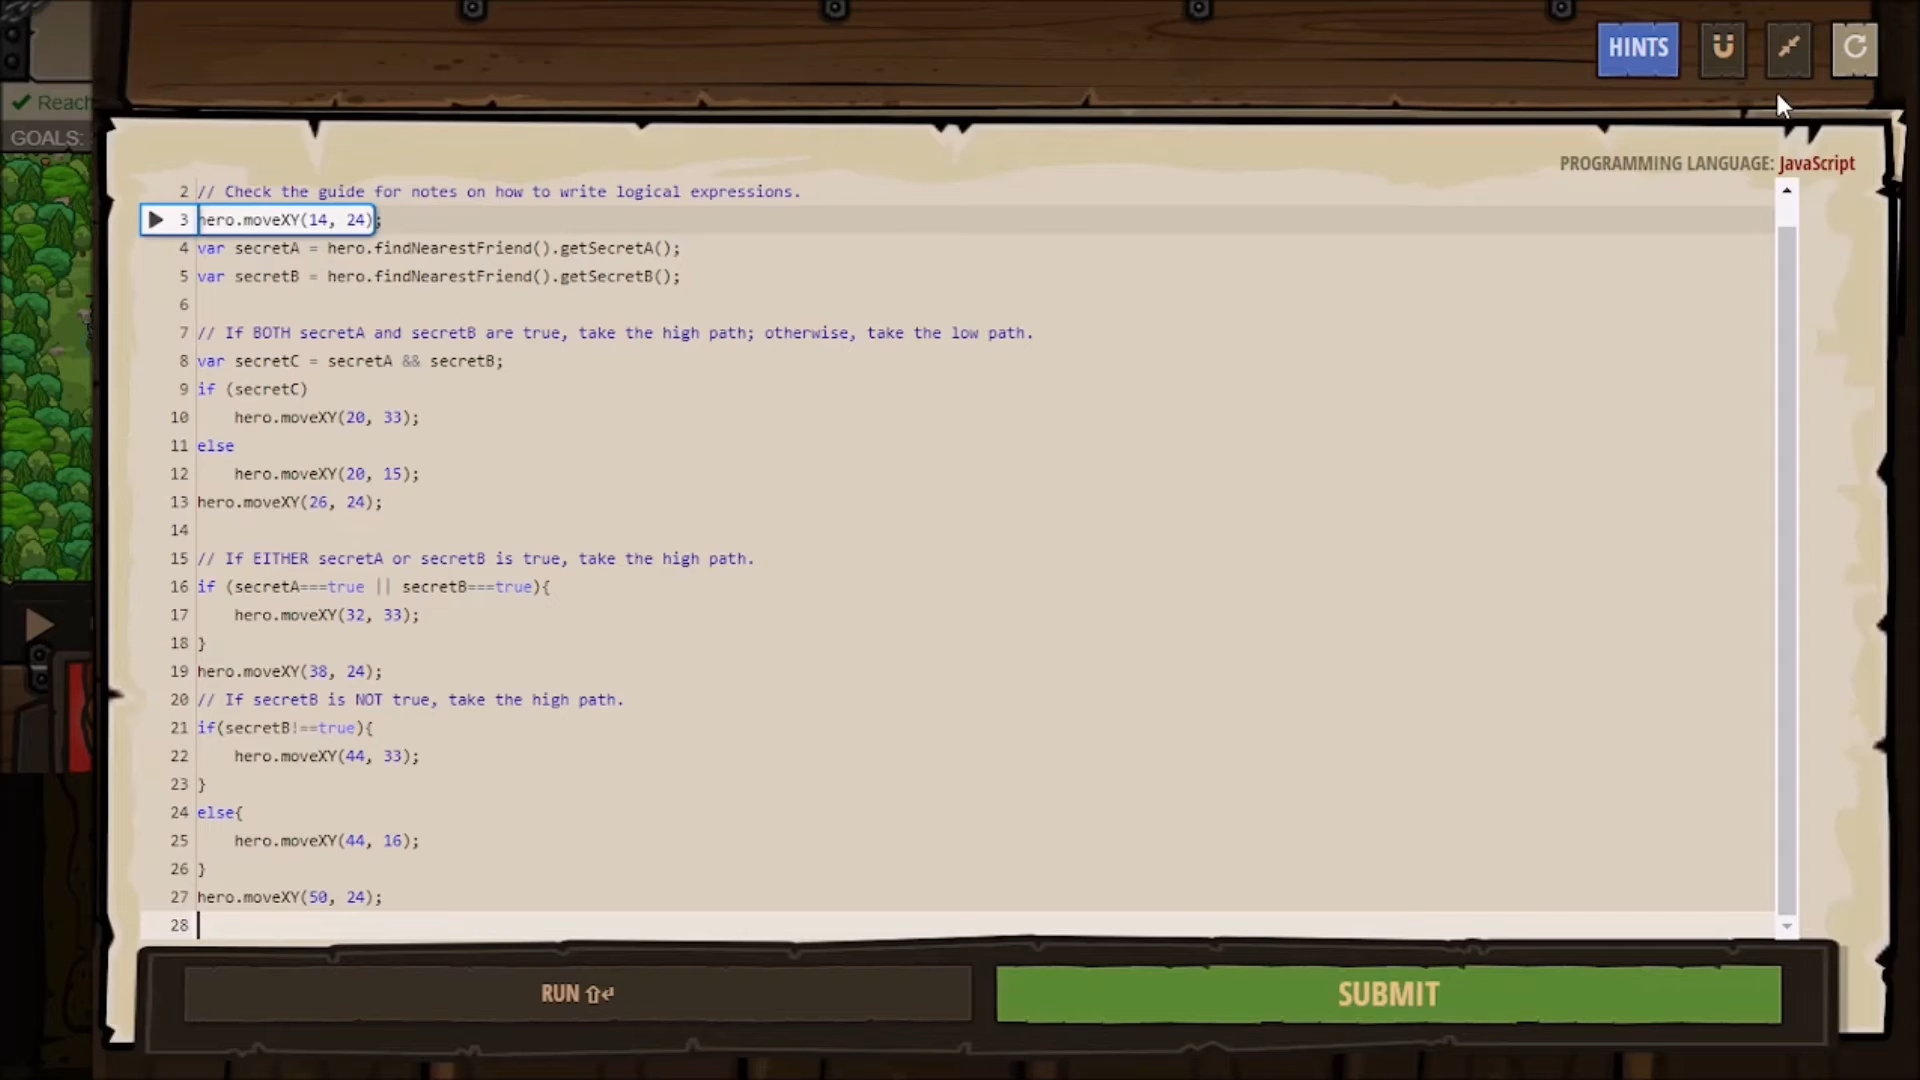 HINTS
Reach
GOALS:
PROGRAMMING LANGUAGE: JavaScript
2 // Check the guide for notes on how to write logical expressions.
3 hero.moveXY(14, 24);
4 var secretA = hero.findNearestFriend().getSecretA();
5 var secretB = hero.findNearestFriend().getSecretB();
6
7 // If BOTH secretA and secretB are true, take the high path; otherwise, take the low path.
8 var secretC = secretA && secretB;
9 if (secretC)
10 hero.moveXY(20, 33);
11 else
12 hero.moveXY(20, 15);
13 hero.moveXY(26, 24);
14
15 // If EITHER secretA or secretB is true, take the high path.
16 if (secretA===true || secretB===true){
17 hero.moveXY(32, 33);
18 }
19 hero.moveXY(38, 24);
20 // If secretB is NOT true, take the high path.
21 if(secretB!==true){
22 hero.moveXY(44, 33);
23 }
24 else{
25 hero.moveXY(44, 16);
26 }
27 hero.moveXY(50, 24);
28
RUN ⇧↵
SUBMIT